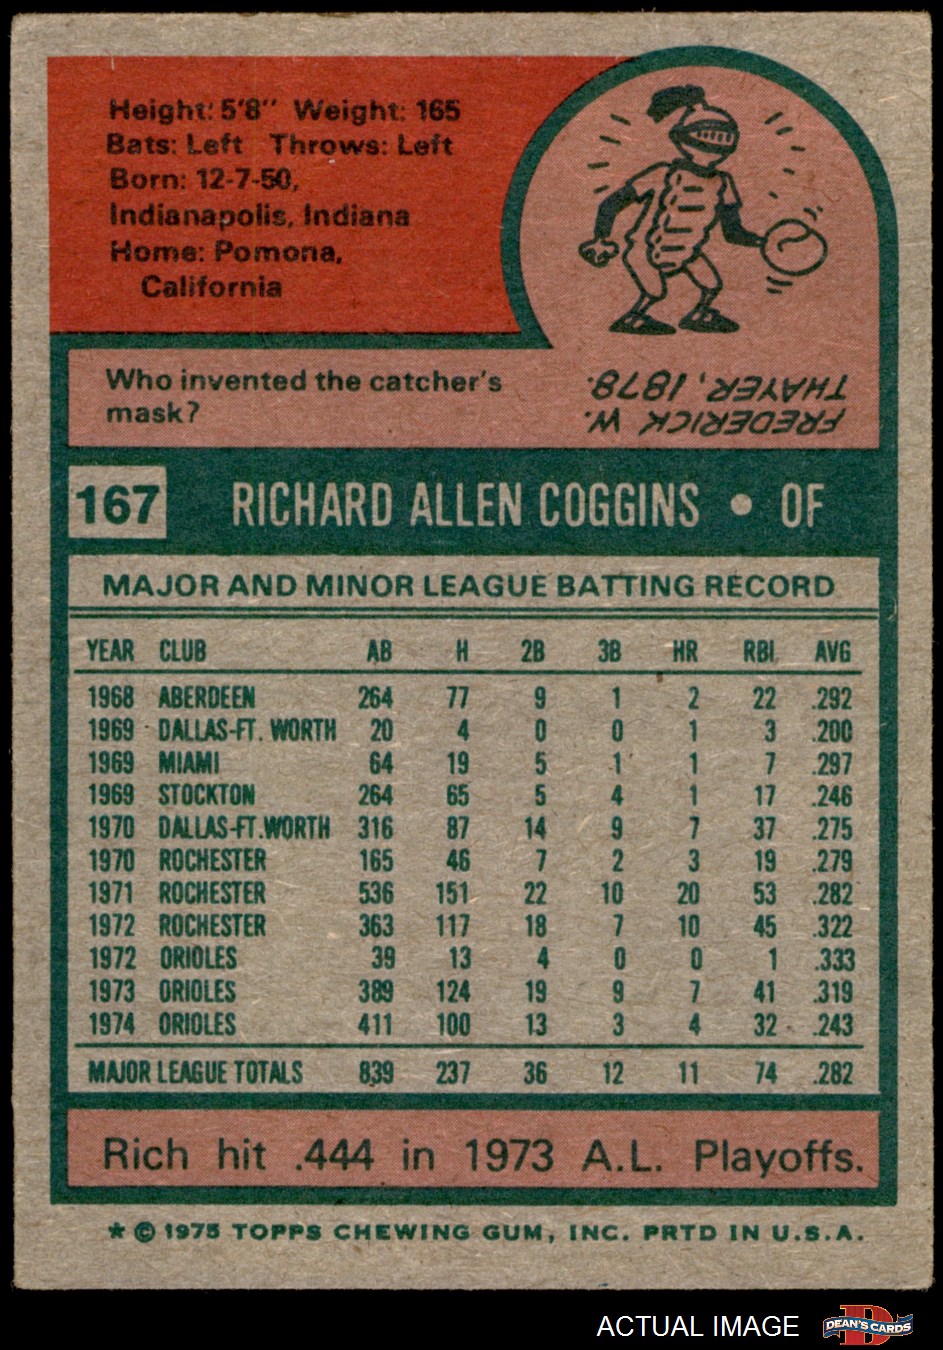 Height: 5'8" Weight: 165
Bats: Left Throws: Left
Born: 12-7-50,
Indianapolis, Indiana
Home: Pomona,
California
Who invented the catcher's
mask?
FREDERICK W.
THAYER, 1878.
167 RICHARD ALLEN COGGINS • OF
MAJOR AND MINOR LEAGUE BATTING RECORD
YEAR CLUB AB H 2B 3B HR RBI AVG
1968 ABERDEEN 264 77 9 1 2 22 .292
1969 DALLAS-FT. WORTH 20 4 0 0 1 3 .200
1969 MIAMI 64 19 5 1 1 7 .297
1969 STOCKTON 264 65 5 4 1 17 .246
1970 DALLAS-FT.WORTH 316 87 14 9 7 37 .275
1970 ROCHESTER 165 46 7 2 3 19 .279
1971 ROCHESTER 536 151 22 10 20 53 .282
1972 ROCHESTER 363 117 18 7 10 45 .322
1972 ORIOLES 39 13 4 0 0 1 .333
1973 ORIOLES 389 124 19 9 7 41 .319
1974 ORIOLES 411 100 13 3 4 32 .243
MAJOR LEAGUE TOTALS 839 237 36 12 11 74 .282
Rich hit .444 in 1973 A.L. Playoffs.
* © 1975 TOPPS CHEWING GUM, INC. PRTD IN U.S.A.
ACTUAL IMAGE DEAN'S CARDS